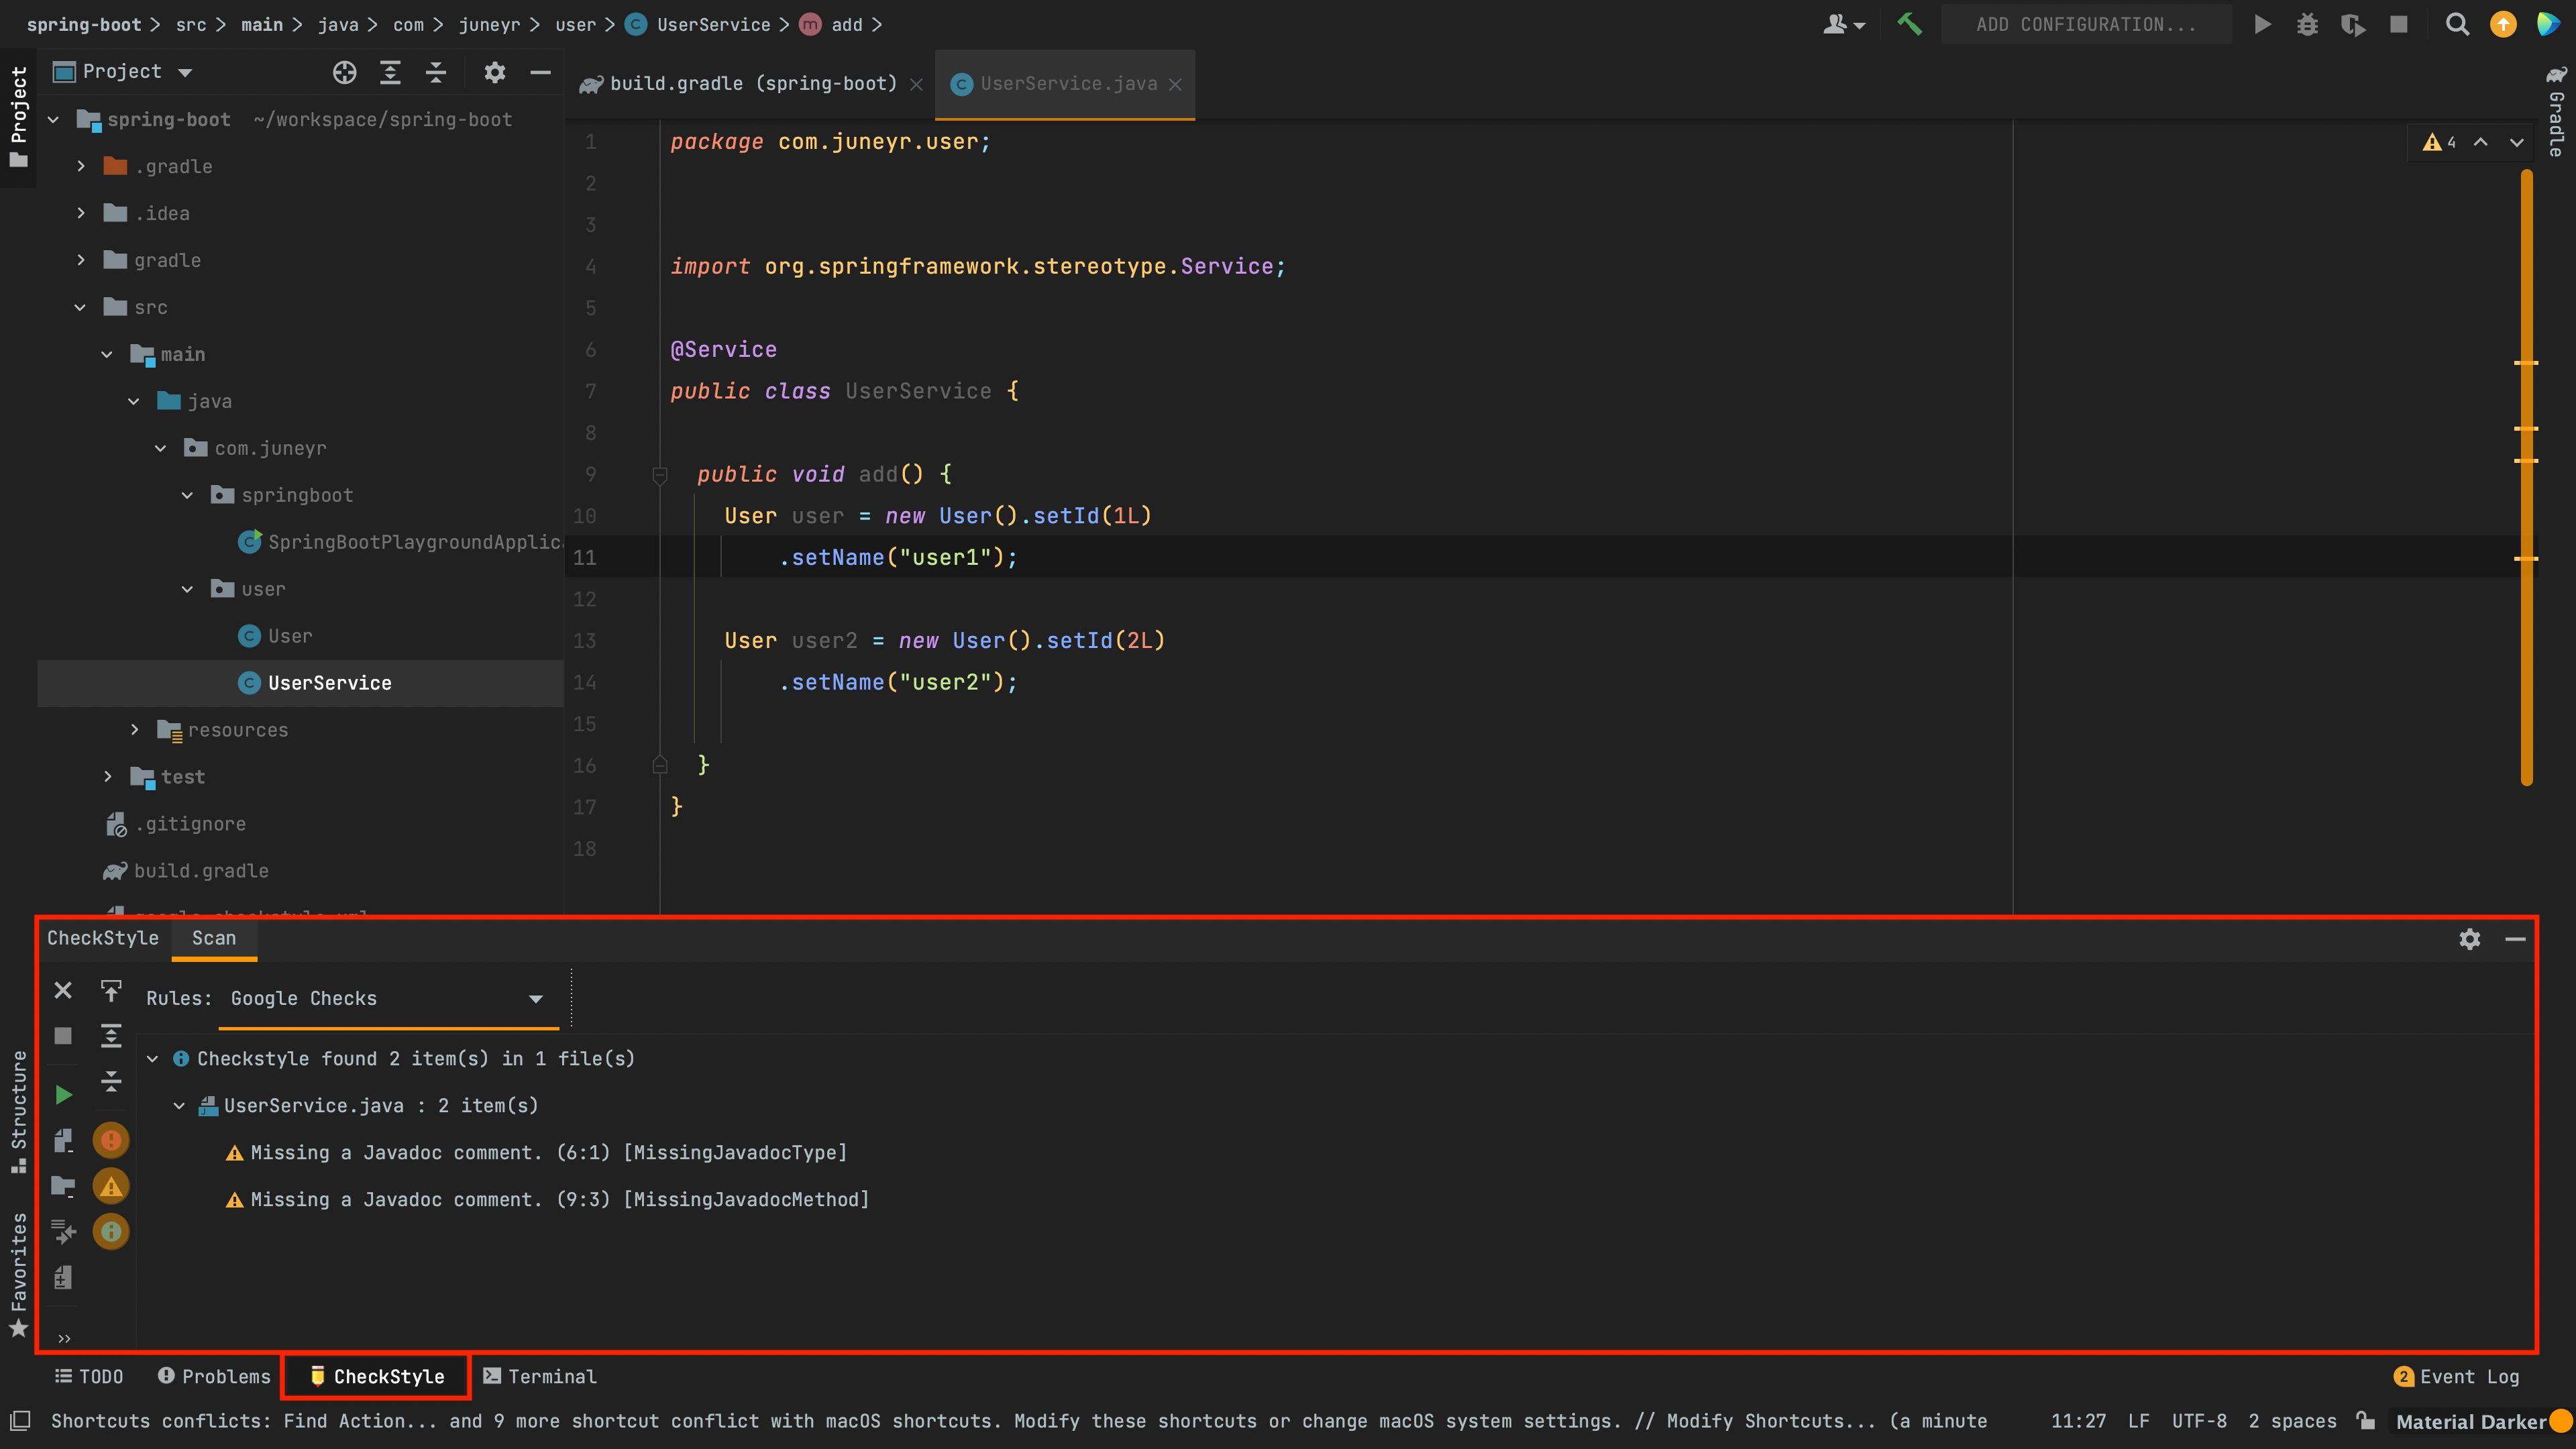 spring-boot > src > main > java > com > juneyr > user > UserService > m add >
ADD CONFIGURATION...
Project
Project
spring-boot ~/workspace/spring-boot
.gradle
.idea
gradle
src
main
java
com.juneyr
springboot
SpringBootPlaygroundApplic
user
User
UserService
resources
test
.gitignore
build.gradle
build.gradle (spring-boot)
UserService.java
Gradle
4
1 package com.juneyr.user;
2
3
4 import org.springframework.stereotype.Service;
5
6 @Service
7 public class UserService {
8
9 public void add() {
10 User user = new User().setId(1L)
11 .setName("user1");
12
13 User user2 = new User().setId(2L)
14 .setName("user2");
15
16 }
17 }
18
CheckStyle Scan
Rules: Google Checks
Checkstyle found 2 item(s) in 1 file(s)
UserService.java : 2 item(s)
Missing a Javadoc comment. (6:1) [MissingJavadocType]
Missing a Javadoc comment. (9:3) [MissingJavadocMethod]
Structure
Favorites
TODO Problems CheckStyle Terminal
2 Event Log
Shortcuts conflicts: Find Action... and 9 more shortcut conflict with macOS shortcuts. Modify these shortcuts or change macOS system settings. // Modify Shortcuts... (a minute
11:27 LF UTF-8 2 spaces Material Darker